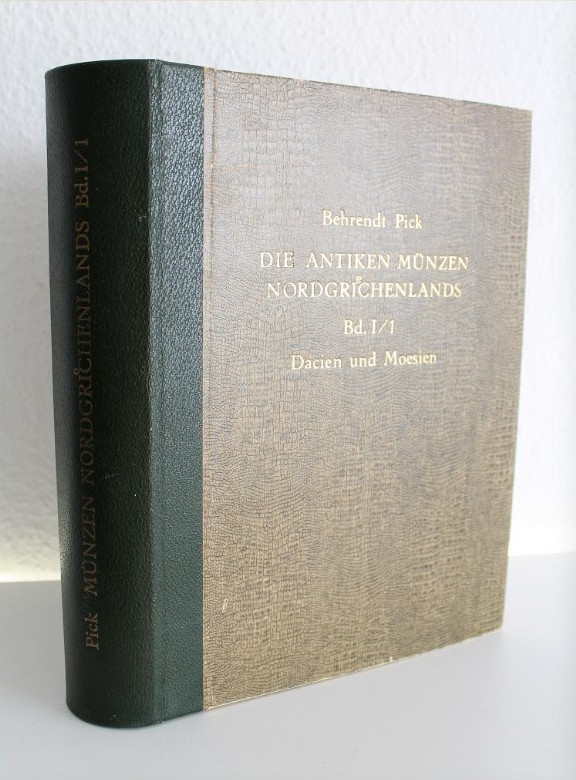 Pick MÜNZEN NORDGRIᵉCHENLANDS Bd. I/1
Behrendt Pick
DIE ANTIKEN MÜNZEN
NORDGRIᵉCHENLANDS
Bd. I/1
Dacien und Moesien